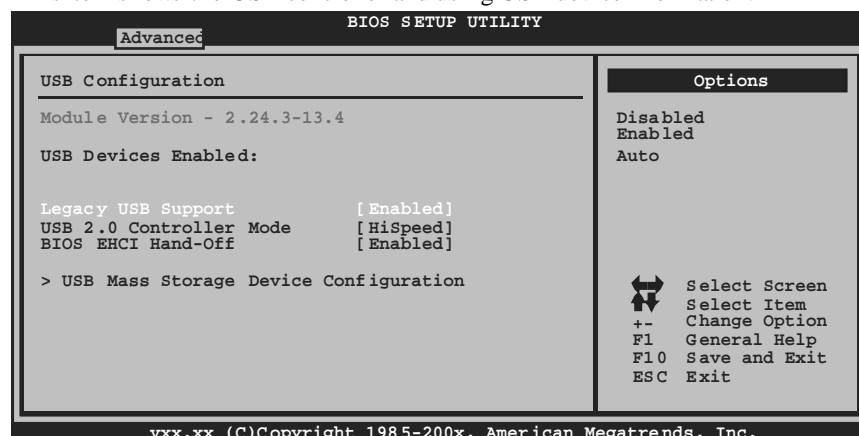 BIOS SETUP UTILITY
Advanced
USB Configuration
Module Version - 2.24.3-13.4
USB Devices Enabled:
Legacy USB Support [Enabled]
USB 2.0 Controller Mode [HiSpeed]
BIOS EHCI Hand-Off [Enabled]
> USB Mass Storage Device Configuration
Options
Disabled
Enabled
Auto
Select Screen
Select Item
+- Change Option
F1 General Help
F10 Save and Exit
ESC Exit
vxx.xx (C)Copyright 1985-200x, American Megatrends, Inc.